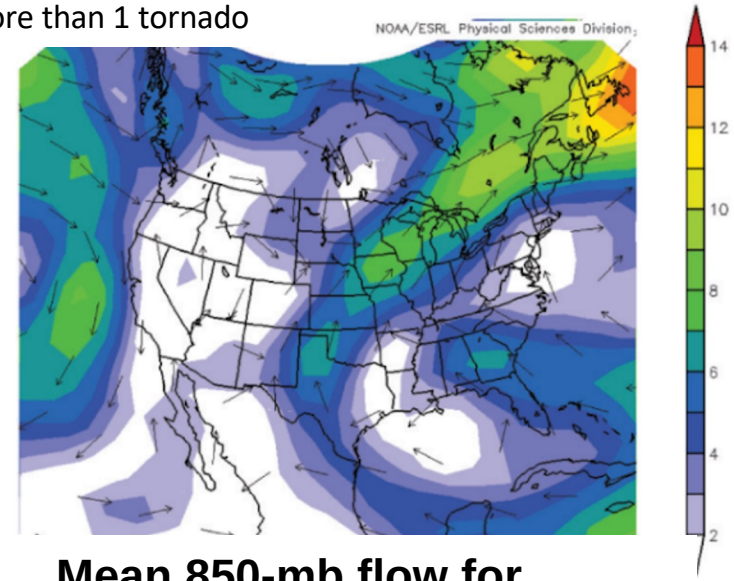 ore than 1 tornado
NOAA/ESRL Physical Sciences Division
14
12
10
8
6
4
2
Mean 850-mb flow for